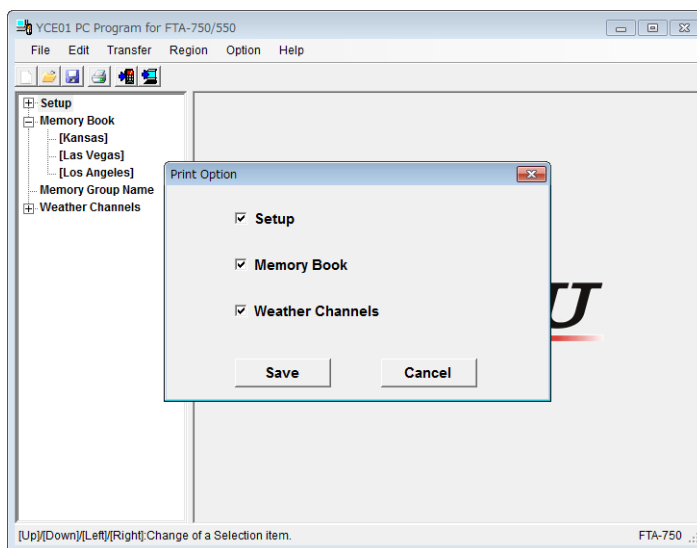 YCE01 PC Program for FTA-750/550
File Edit Transfer Region Option Help
Setup
Memory Book
[Kansas]
[Las Vegas]
[Los Angeles]
Memory Group Name
Weather Channels
Print Option
Setup
Memory Book
Weather Channels
Save Cancel
U
[Up]/[Down]/[Left]/[Right]:Change of a Selection item. FTA-750